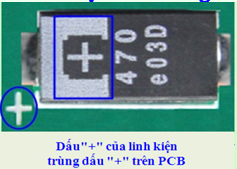 +
470
e03D
+
Dấu"+" của linh kiện
trùng dấu "+" trên PCB